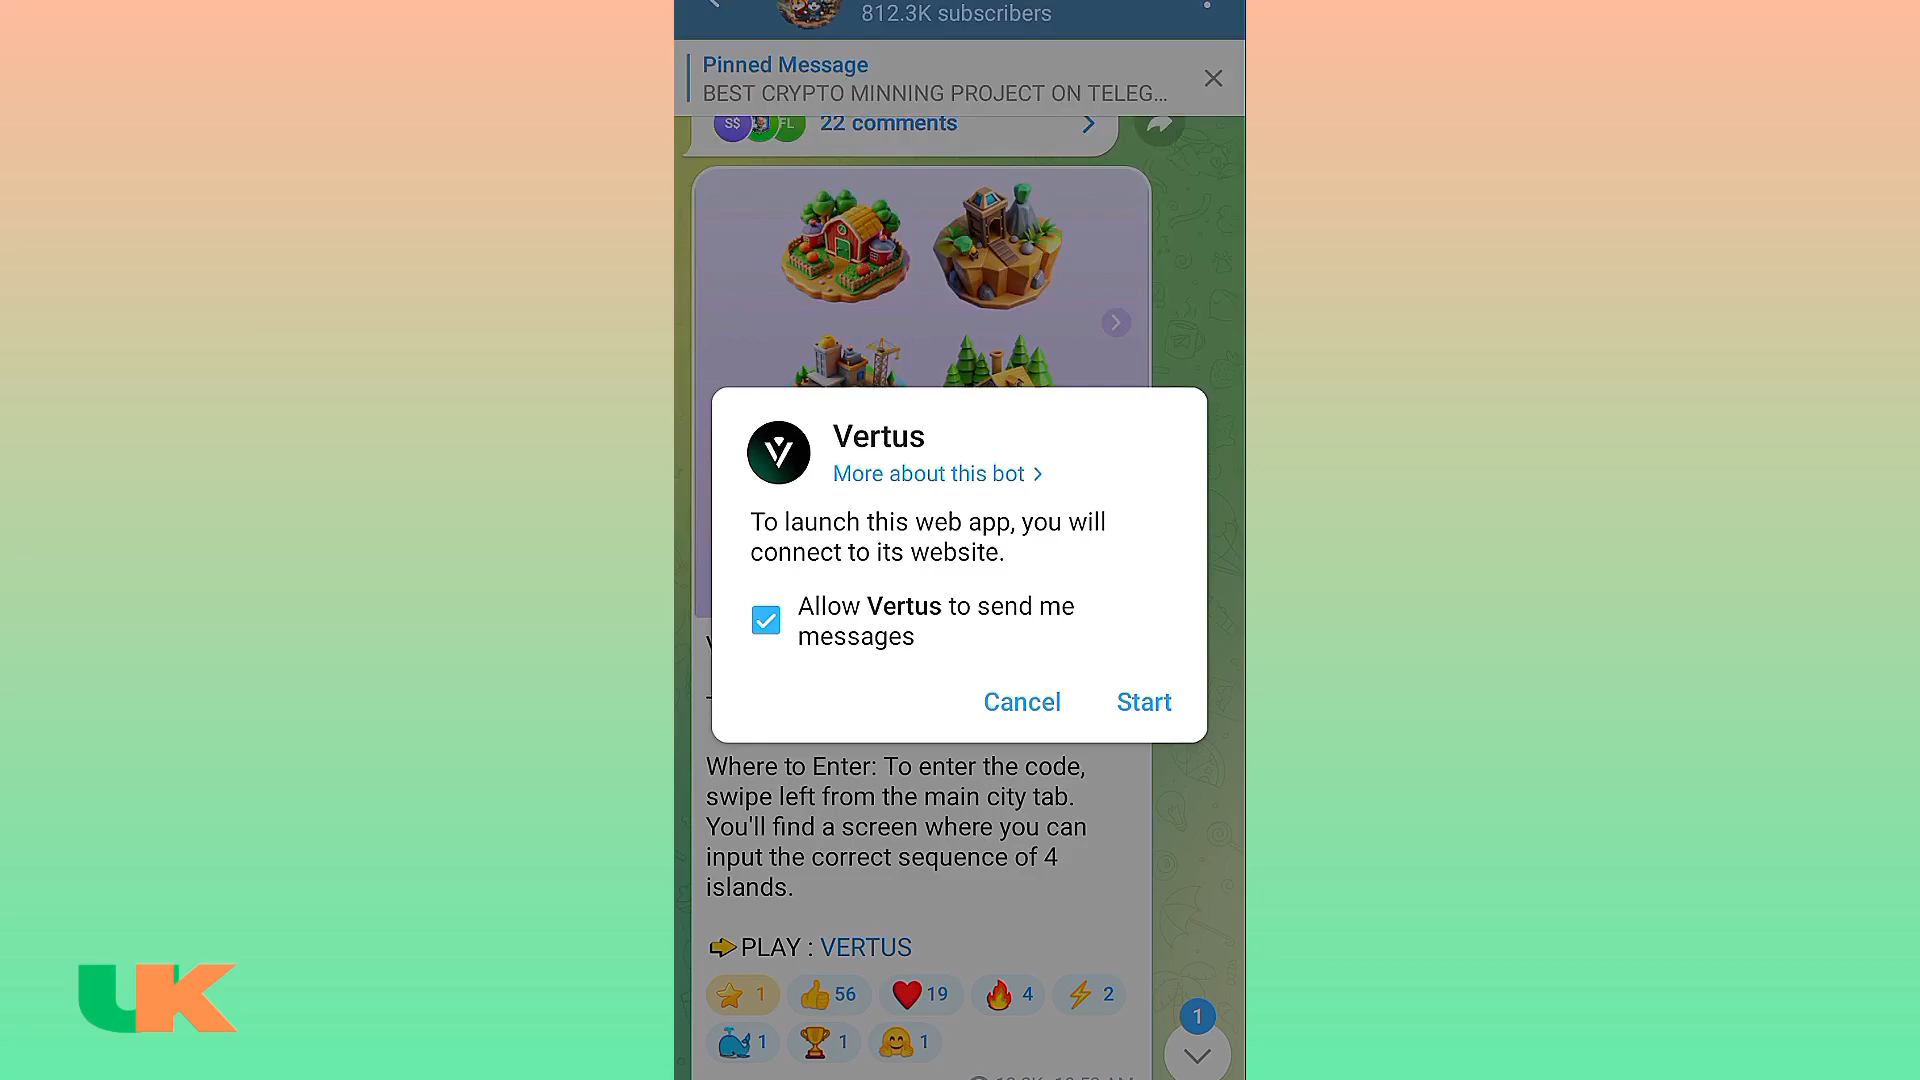 812.3K subscribers
Pinned Message
BEST CRYPTO MINNING PROJECT ON TELEG...
S$ FL 22 comments
Vertus
More about this bot
To launch this web app, you will
connect to its website.
Allow Vertus to send me
messages
Cancel Start
Where to Enter: To enter the code,
swipe left from the main city tab.
You'll find a screen where you can
input the correct sequence of 4
islands.
PLAY : VERTUS
1 56 19 4 2
1 1 1
1
UK